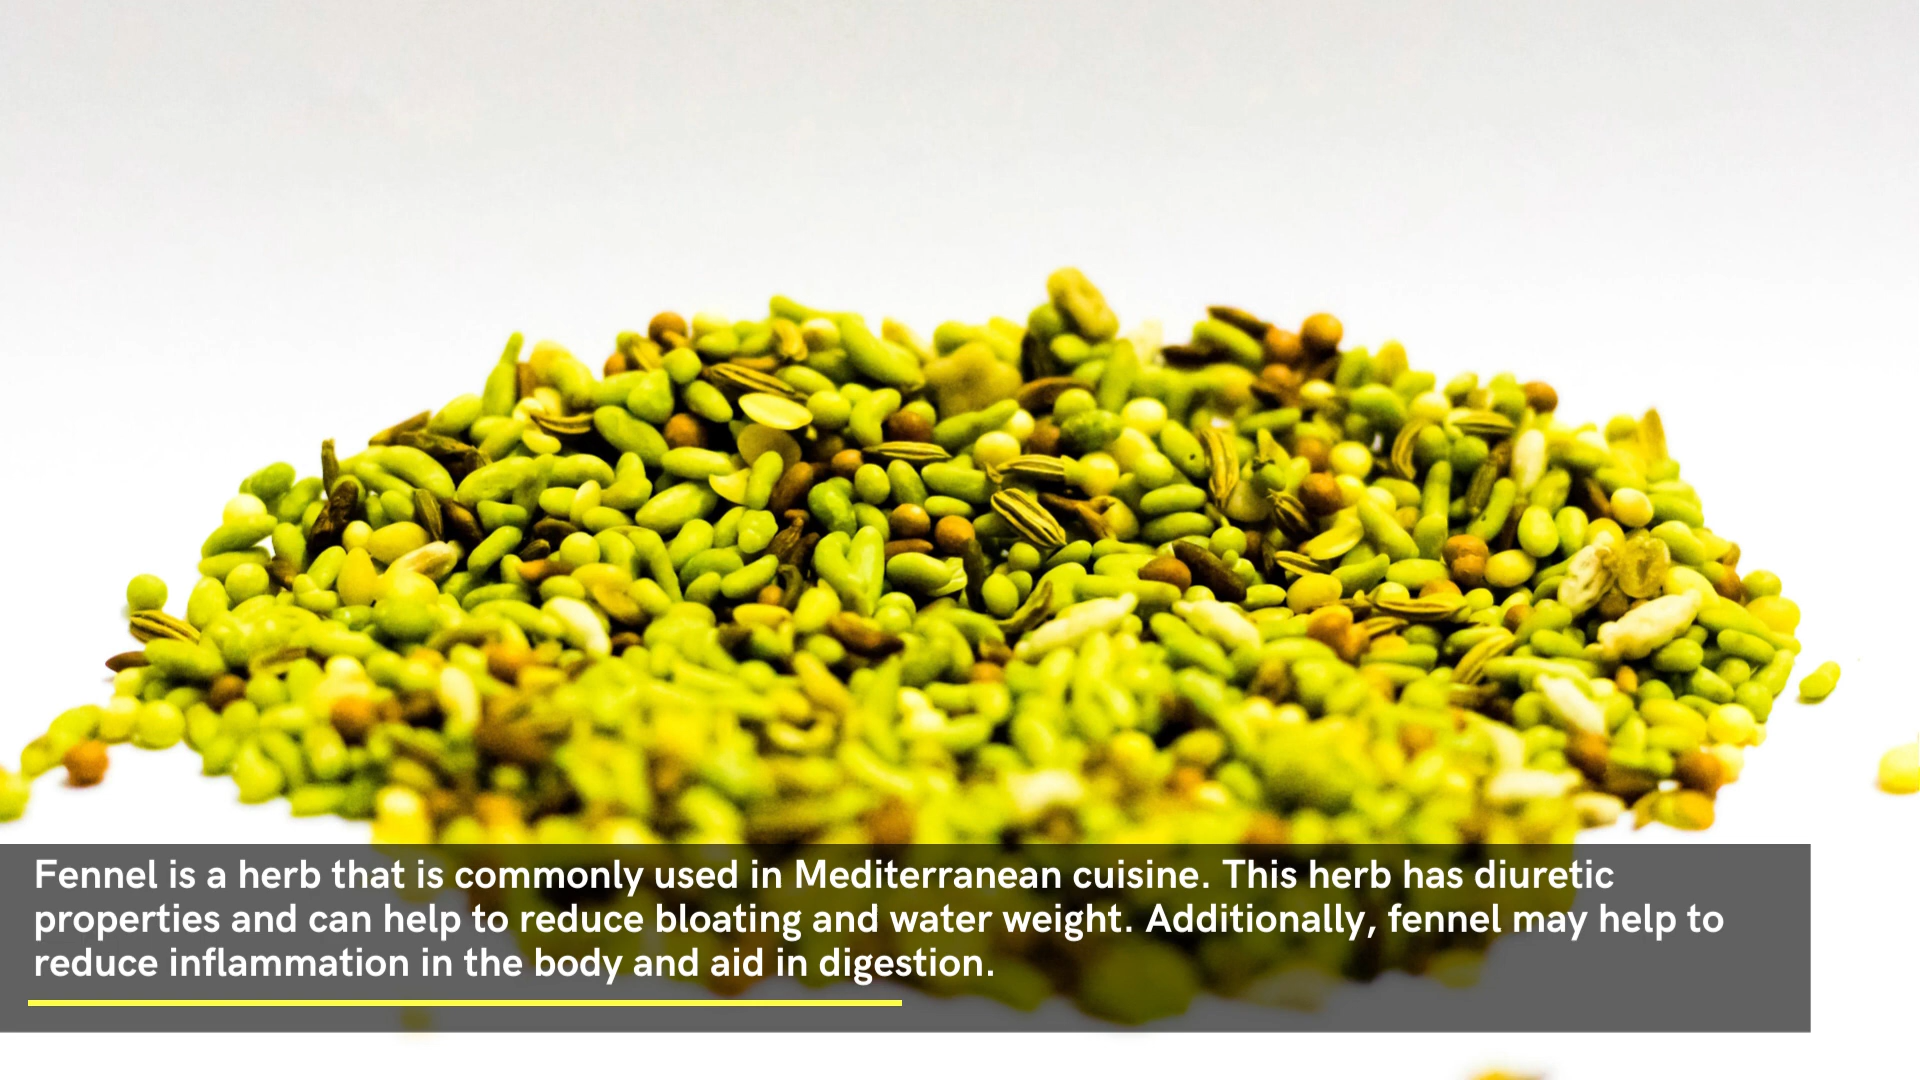 Fennel is a herb that is commonly used in Mediterranean cuisine. This herb has diuretic
properties and can help to reduce bloating and water weight. Additionally, fennel may help to
reduce inflammation in the body and aid in digestion.